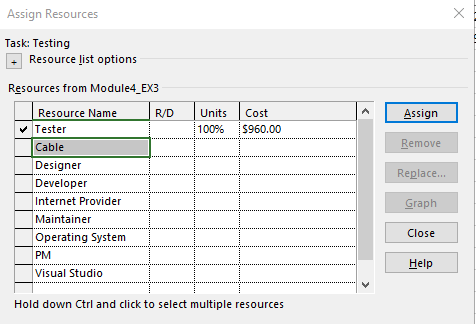 Assign Resources
Task: Testing
+ Resource list options
Resources from Module4_EX3
Resource Name R/D Units Cost
✔ Tester 100% $960.00
Cable
Designer
Developer
Internet Provider
Maintainer
Operating System
PM
Visual Studio
Assign
Remove
Replace...
Graph
Close
Help
Hold down Ctrl and click to select multiple resources